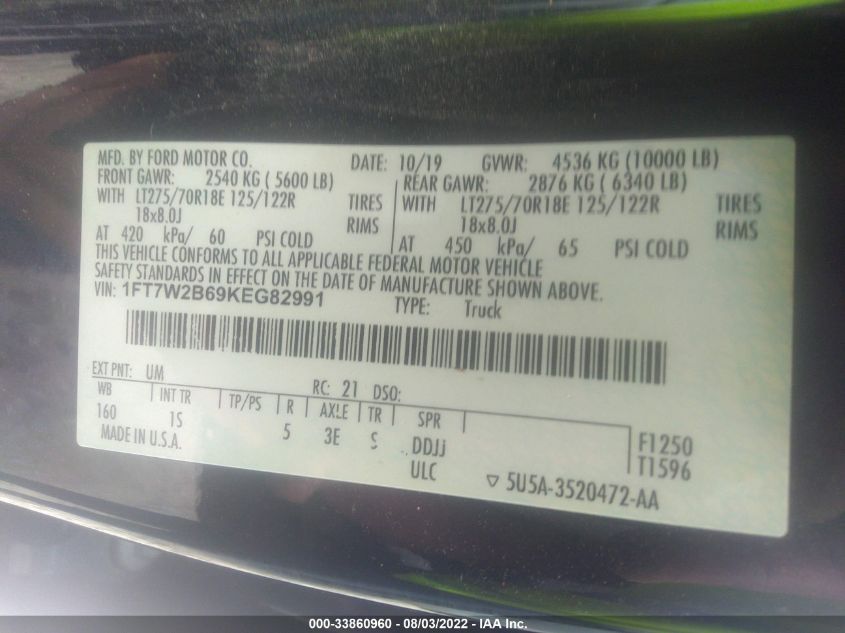 MFD. BY FORD MOTOR CO. DATE: 10/19 GVWR: 4536 KG (10000 LB)
FRONT GAWR: 2540 KG ( 5600 LB) REAR GAWR: 2876 KG ( 6340 LB)
WITH LT275/70R18E 125/122R TIRES WITH LT275/70R18E 125/122R TIRES
18x8.0J RIMS 18x8.0J RIMS
AT 420 kPa/ 60 PSI COLD AT 450 kPa/ 65 PSI COLD
THIS VEHICLE CONFORMS TO ALL APPLICABLE FEDERAL MOTOR VEHICLE
SAFETY STANDARDS IN EFFECT ON THE DATE OF MANUFACTURE SHOWN ABOVE.
VIN: 1FT7W2B69KEG82991 TYPE: Truck
EXT PNT: UM RC: 21 DSO:
WB INT TR TP/PS R AXLE TR SPR
160 1S 5 3E S DDJJ F1250
MADE IN U.S.A. ULC T1596
▽ 5U5A-3520472-AA
000-33860960 - 08/03/2022 - IAA Inc.